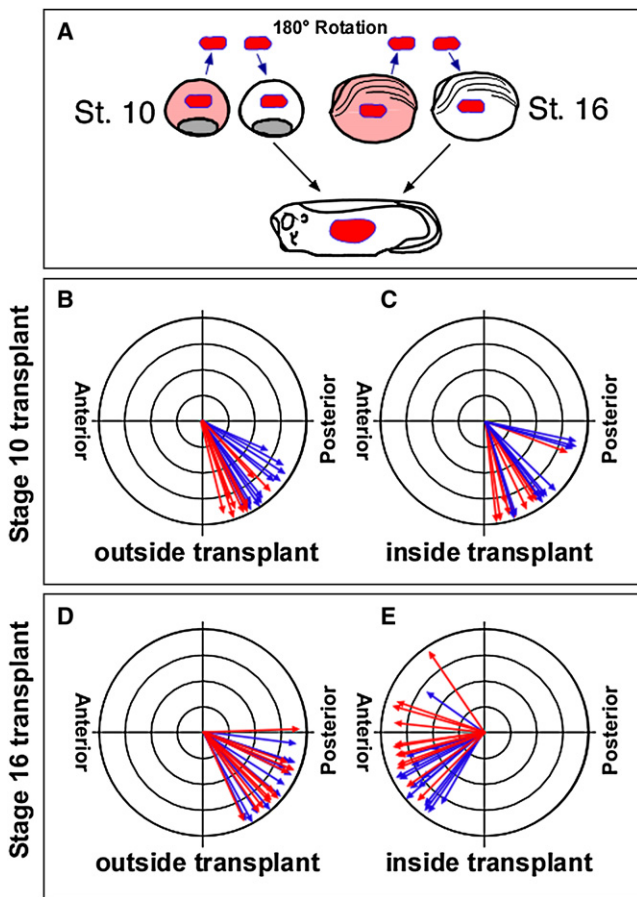 A
180° Rotation
St. 10
St. 16
Stage 10 transplant
B
Anterior
Posterior
outside transplant
C
Anterior
Posterior
inside transplant
Stage 16 transplant
D
Anterior
Posterior
outside transplant
E
Anterior
Posterior
inside transplant